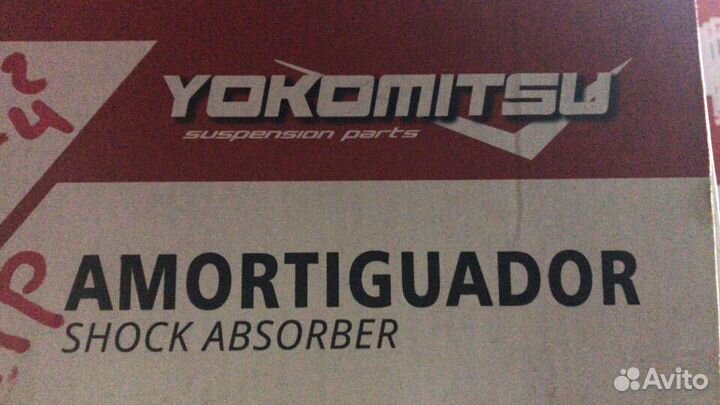 YOKOMITSU
suspension parts
AMORTIGUADOR
SHOCK ABSORBER
Avito